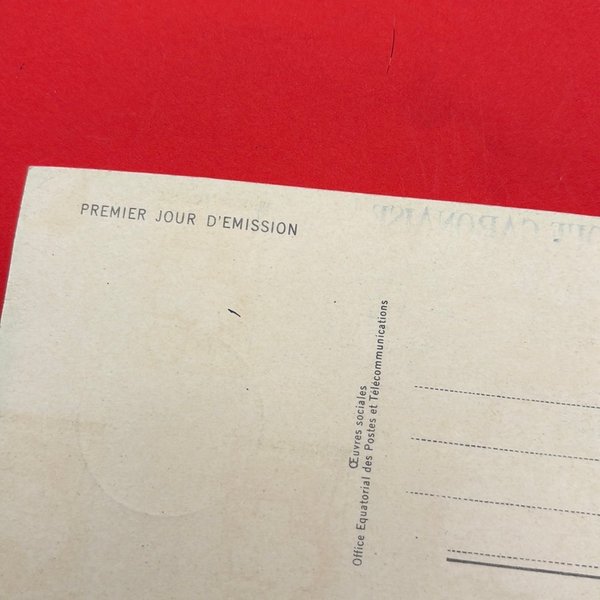 PREMIER JOUR D'EMISSION
Œuvres sociales
Office Equatorial des Postes et Télécommunications